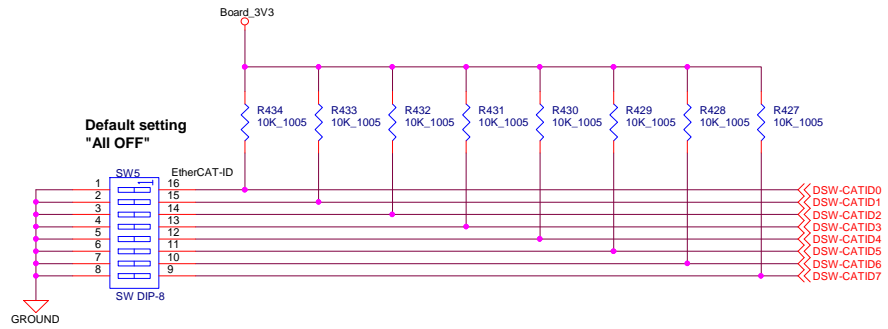 Board_3V3
R434
10K_1005
R433
10K_1005
R432
10K_1005
R431
10K_1005
R430
10K_1005
R429
10K_1005
R428
10K_1005
R427
10K_1005
Default setting
"All OFF"
SW5
EtherCAT-ID
1 16 DSW-CATID0
2 15 DSW-CATID1
3 14 DSW-CATID2
4 13 DSW-CATID3
5 12 DSW-CATID4
6 11 DSW-CATID5
7 10 DSW-CATID6
8 9 DSW-CATID7
SW DIP-8
GROUND